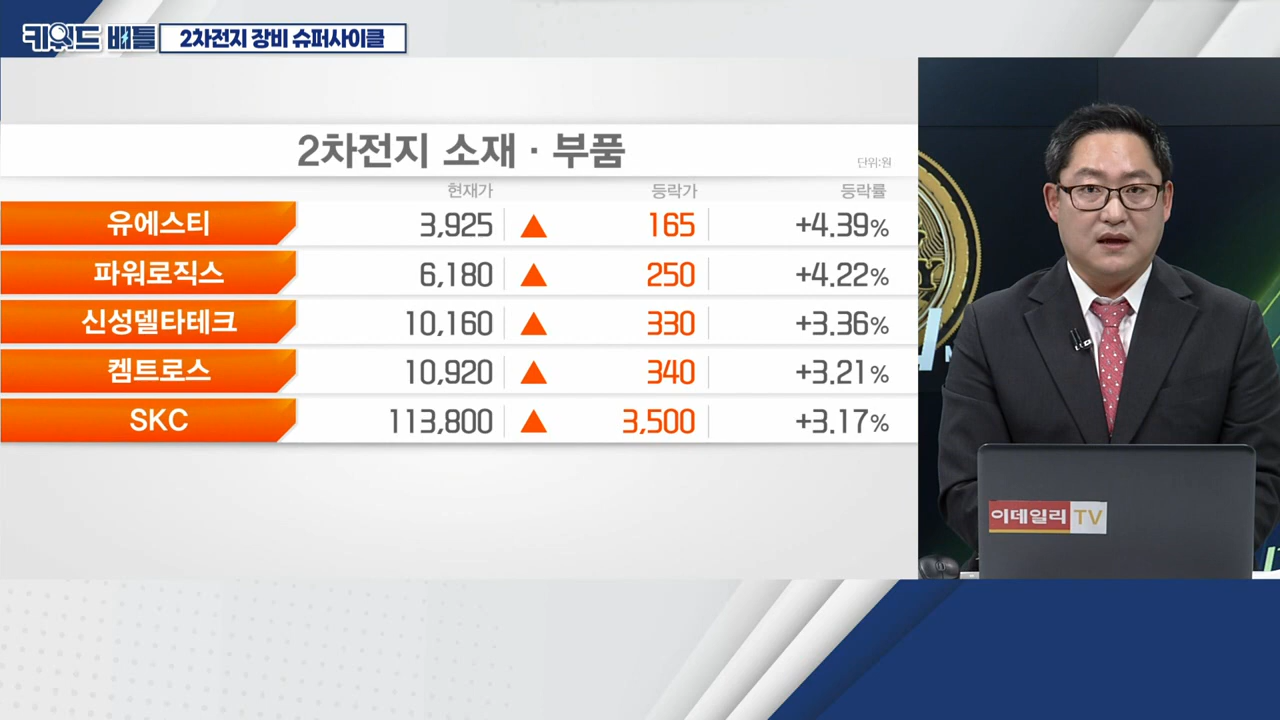 키워드 배틀 2차전지 장비 슈퍼사이클
2차전지 소재 · 부품
단위:원
현재가 등락가 등락률
유에스티 3,925 ▲ 165 +4.39%
파워로직스 6,180 ▲ 250 +4.22%
신성델타테크 10,160 ▲ 330 +3.36%
켐트로스 10,920 ▲ 340 +3.21%
SKC 113,800 ▲ 3,500 +3.17%
이데일리 TV